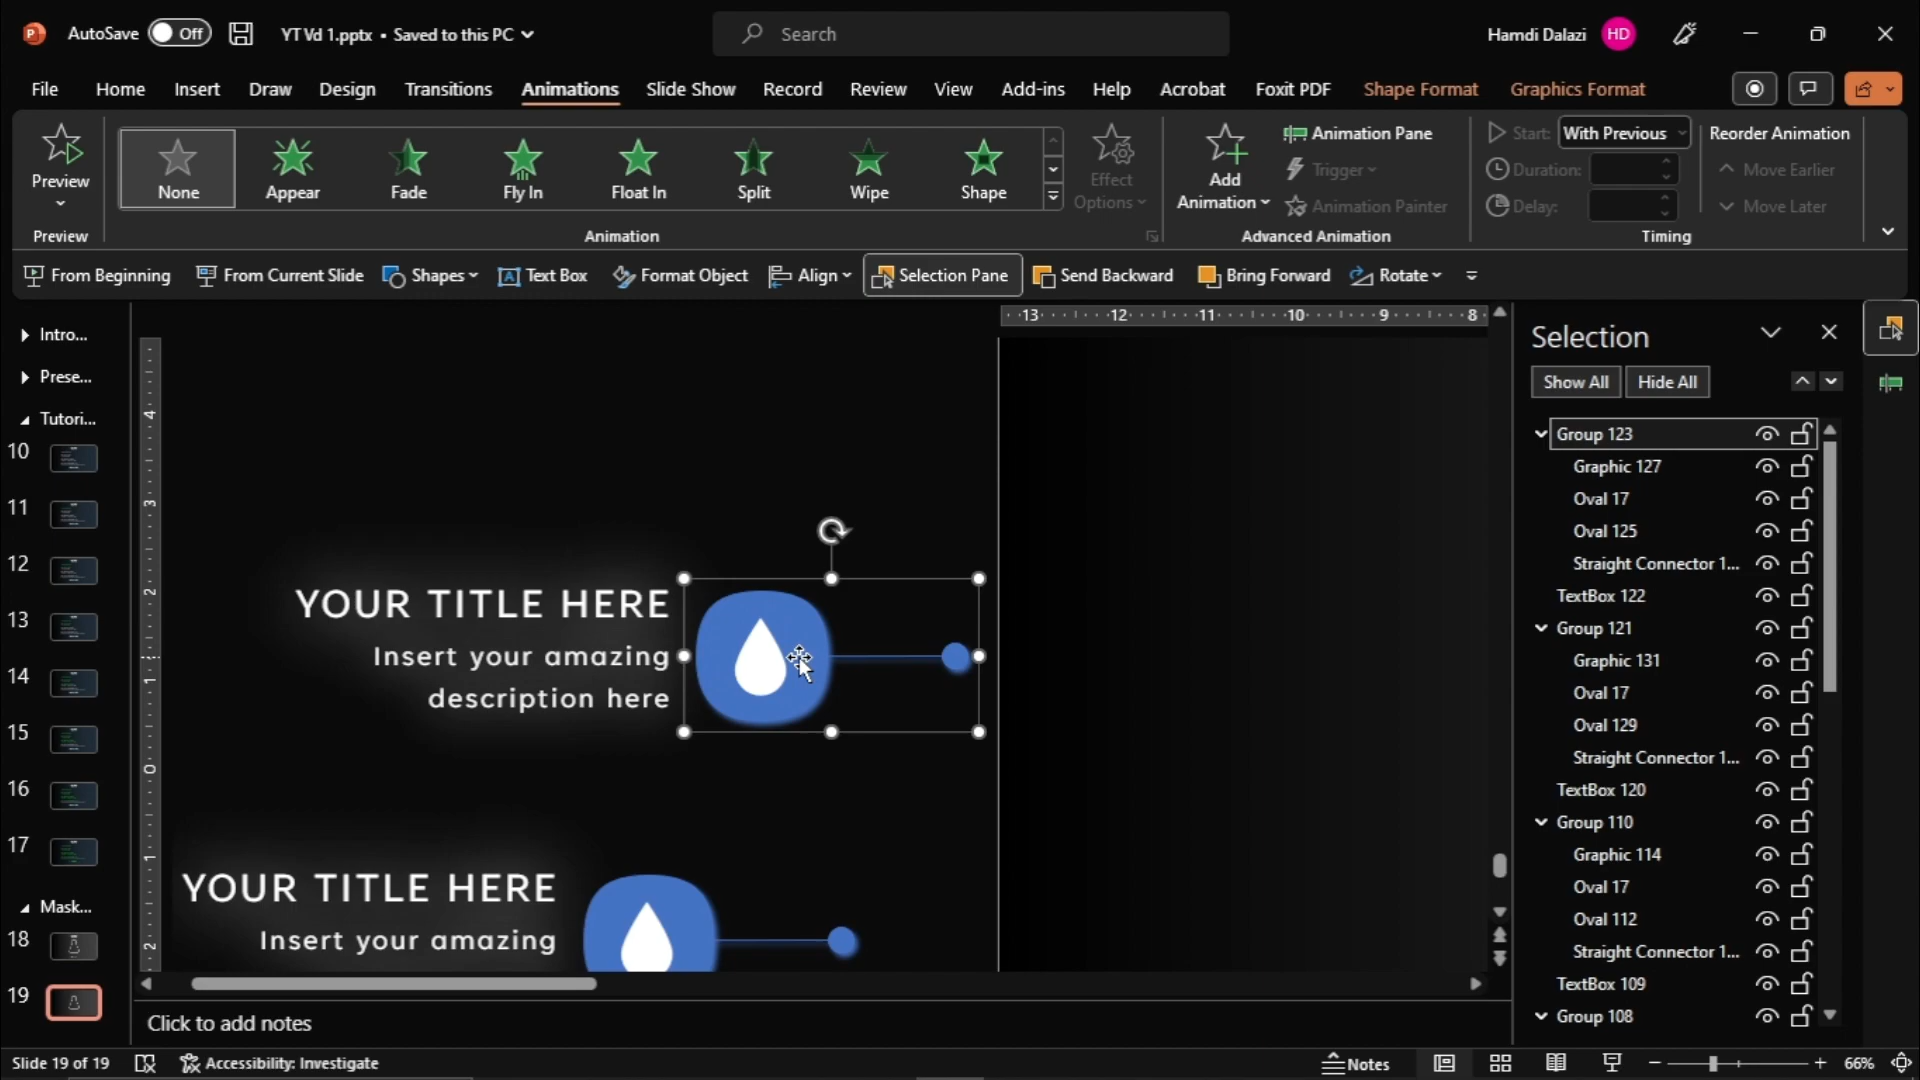 AutoSave Off YT Vd 1.pptx • Saved to this PC Search Hamdi Dalazi HD
File Home Insert Draw Design Transitions Animations Slide Show Record Review View Add-ins Help Acrobat Foxit PDF Shape Format Graphics Format
Preview None Appear Fade Fly In Float In Split Wipe Shape Effect Options Add Animation Animation Pane Trigger Animation Painter Start: With Previous Duration: Delay: Reorder Animation Move Earlier Move Later
Preview Animation Advanced Animation Timing
From Beginning From Current Slide Shapes Text Box Format Object Align Selection Pane Send Backward Bring Forward Rotate
Intro...
Prese...
Tutori...
10
11
12
13
14
15
16
17
Mask...
18
19
13 12 11 10 9 8
4
3
2
1
0
1
2
YOUR TITLE HERE
Insert your amazing
description here
YOUR TITLE HERE
Insert your amazing
Selection
Show All Hide All
Group 123
Graphic 127
Oval 17
Oval 125
Straight Connector 1...
TextBox 122
Group 121
Graphic 131
Oval 17
Oval 129
Straight Connector 1...
TextBox 120
Group 110
Graphic 114
Oval 17
Oval 112
Straight Connector 1...
TextBox 109
Group 108
Click to add notes
Slide 19 of 19 Accessibility: Investigate Notes 66%